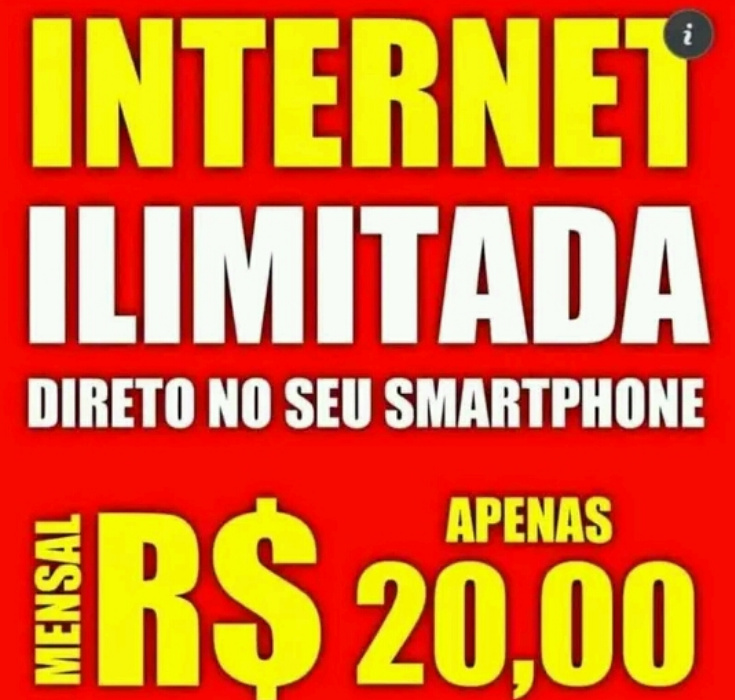 INTERNET
ILIMITADA
DIRETO NO SEU SMARTPHONE
MENSAL
R$
APENAS
20,00